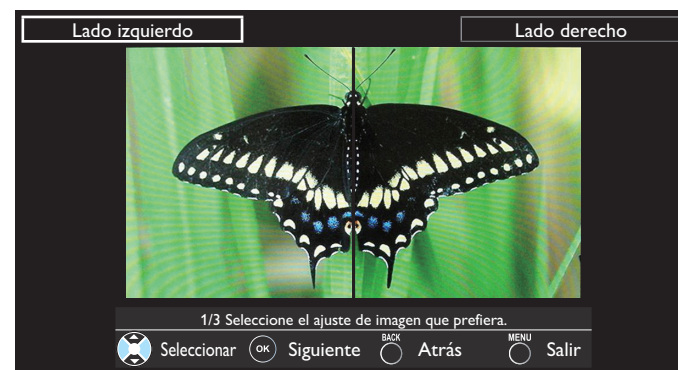 Lado izquierdo
Lado derecho
1/3 Seleccione el ajuste de imagen que prefiera.
Seleccionar OK Siguiente BACK Atrás MENU Salir